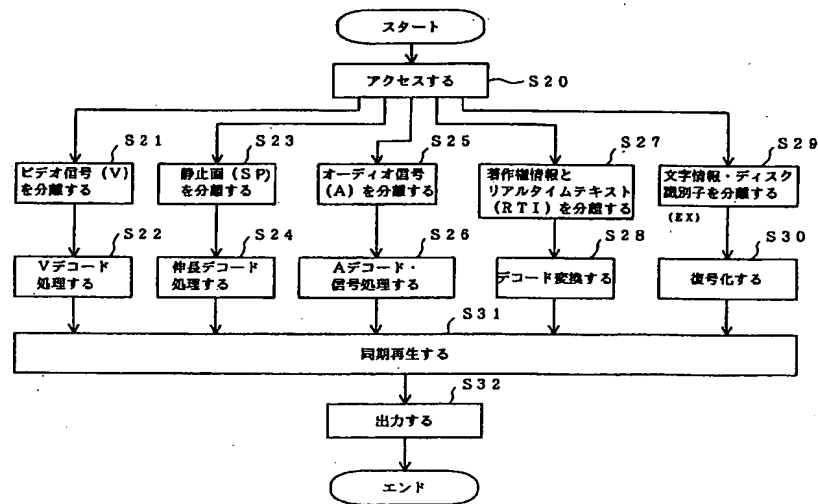 スタート
アクセスする
S20
S21
ビデオ信号(V)
を分離する
S23
静止画(SP)
を分離する
S25
オーディオ信号
(A)を分離する
S27
著作権情報と
リアルタイムテキスト
(RTI)を分離する
S29
文字情報・ディスク
識別子を分離する
(EX)
S22
Vデコード
処理する
S24
伸長デコード
処理する
S26
Aデコード・
信号処理する
S28
デコード変換する
S30
復号化する
S31
同期再生する
S32
出力する
エンド